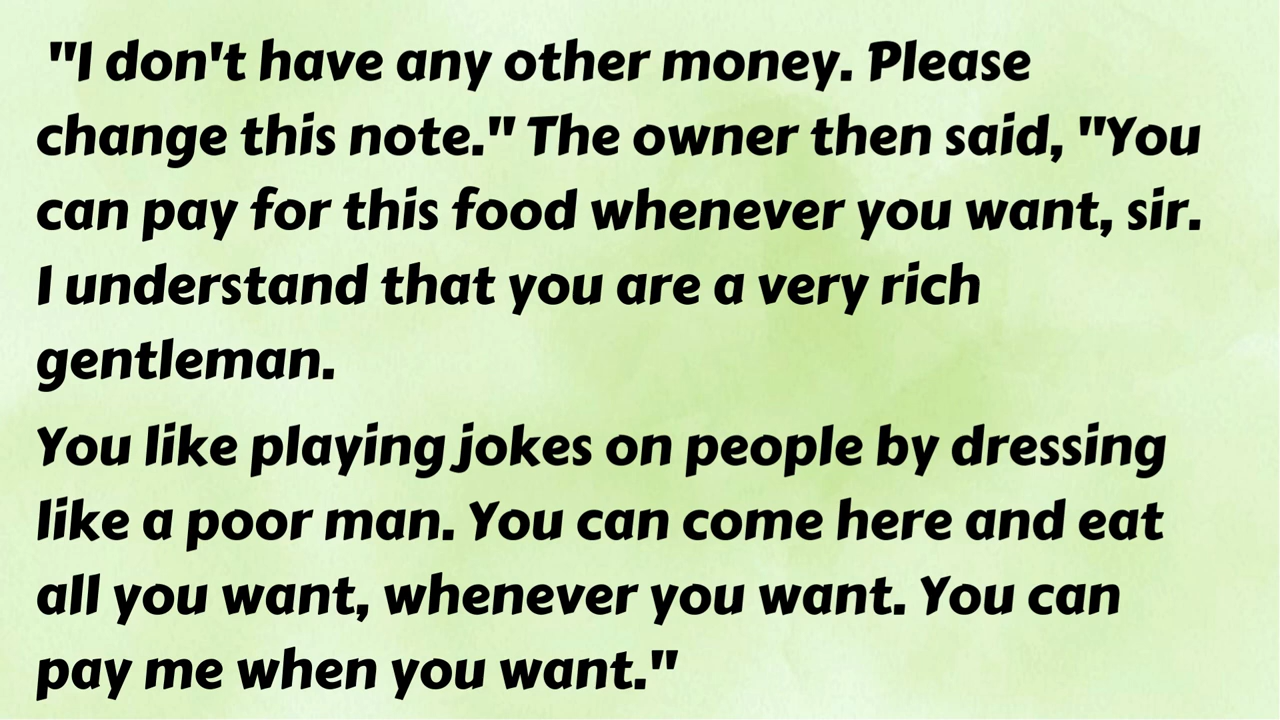 "I don't have any other money. Please
change this note." The owner then said, "You
can pay for this food whenever you want, sir.
I understand that you are a very rich
gentleman.
You like playing jokes on people by dressing
like a poor man. You can come here and eat
all you want, whenever you want. You can
pay me when you want."